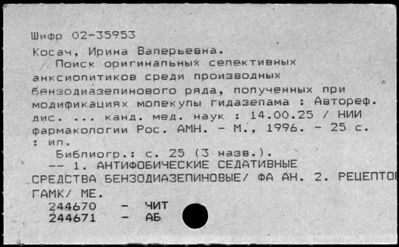 Шифр 02-35953
Косач, Ирина Валерьевна.
Поиск оригинальных селективных
анксиолитиков среди производных
бензодиазепинового ряда, полученных при
модификациях молекулы гидазепама : Автореф.
дис. ... канд. мед. наук : 14.00.25 / НИИ
фармакологии Рос. АМН. - М., 1996. - 25 с.
: ил.
Библиогр.: с. 25 (3 назв.).
-- 1. АНТИФОБИЧЕСКИЕ СЕДАТИВНЫЕ
СРЕДСТВА БЕНЗОДИАЗЕПИНОВЫЕ/ ФА АН. 2. РЕЦЕПТО
ГАМК/ МЕ.
244670 - ЧИТ
244671 - АБ